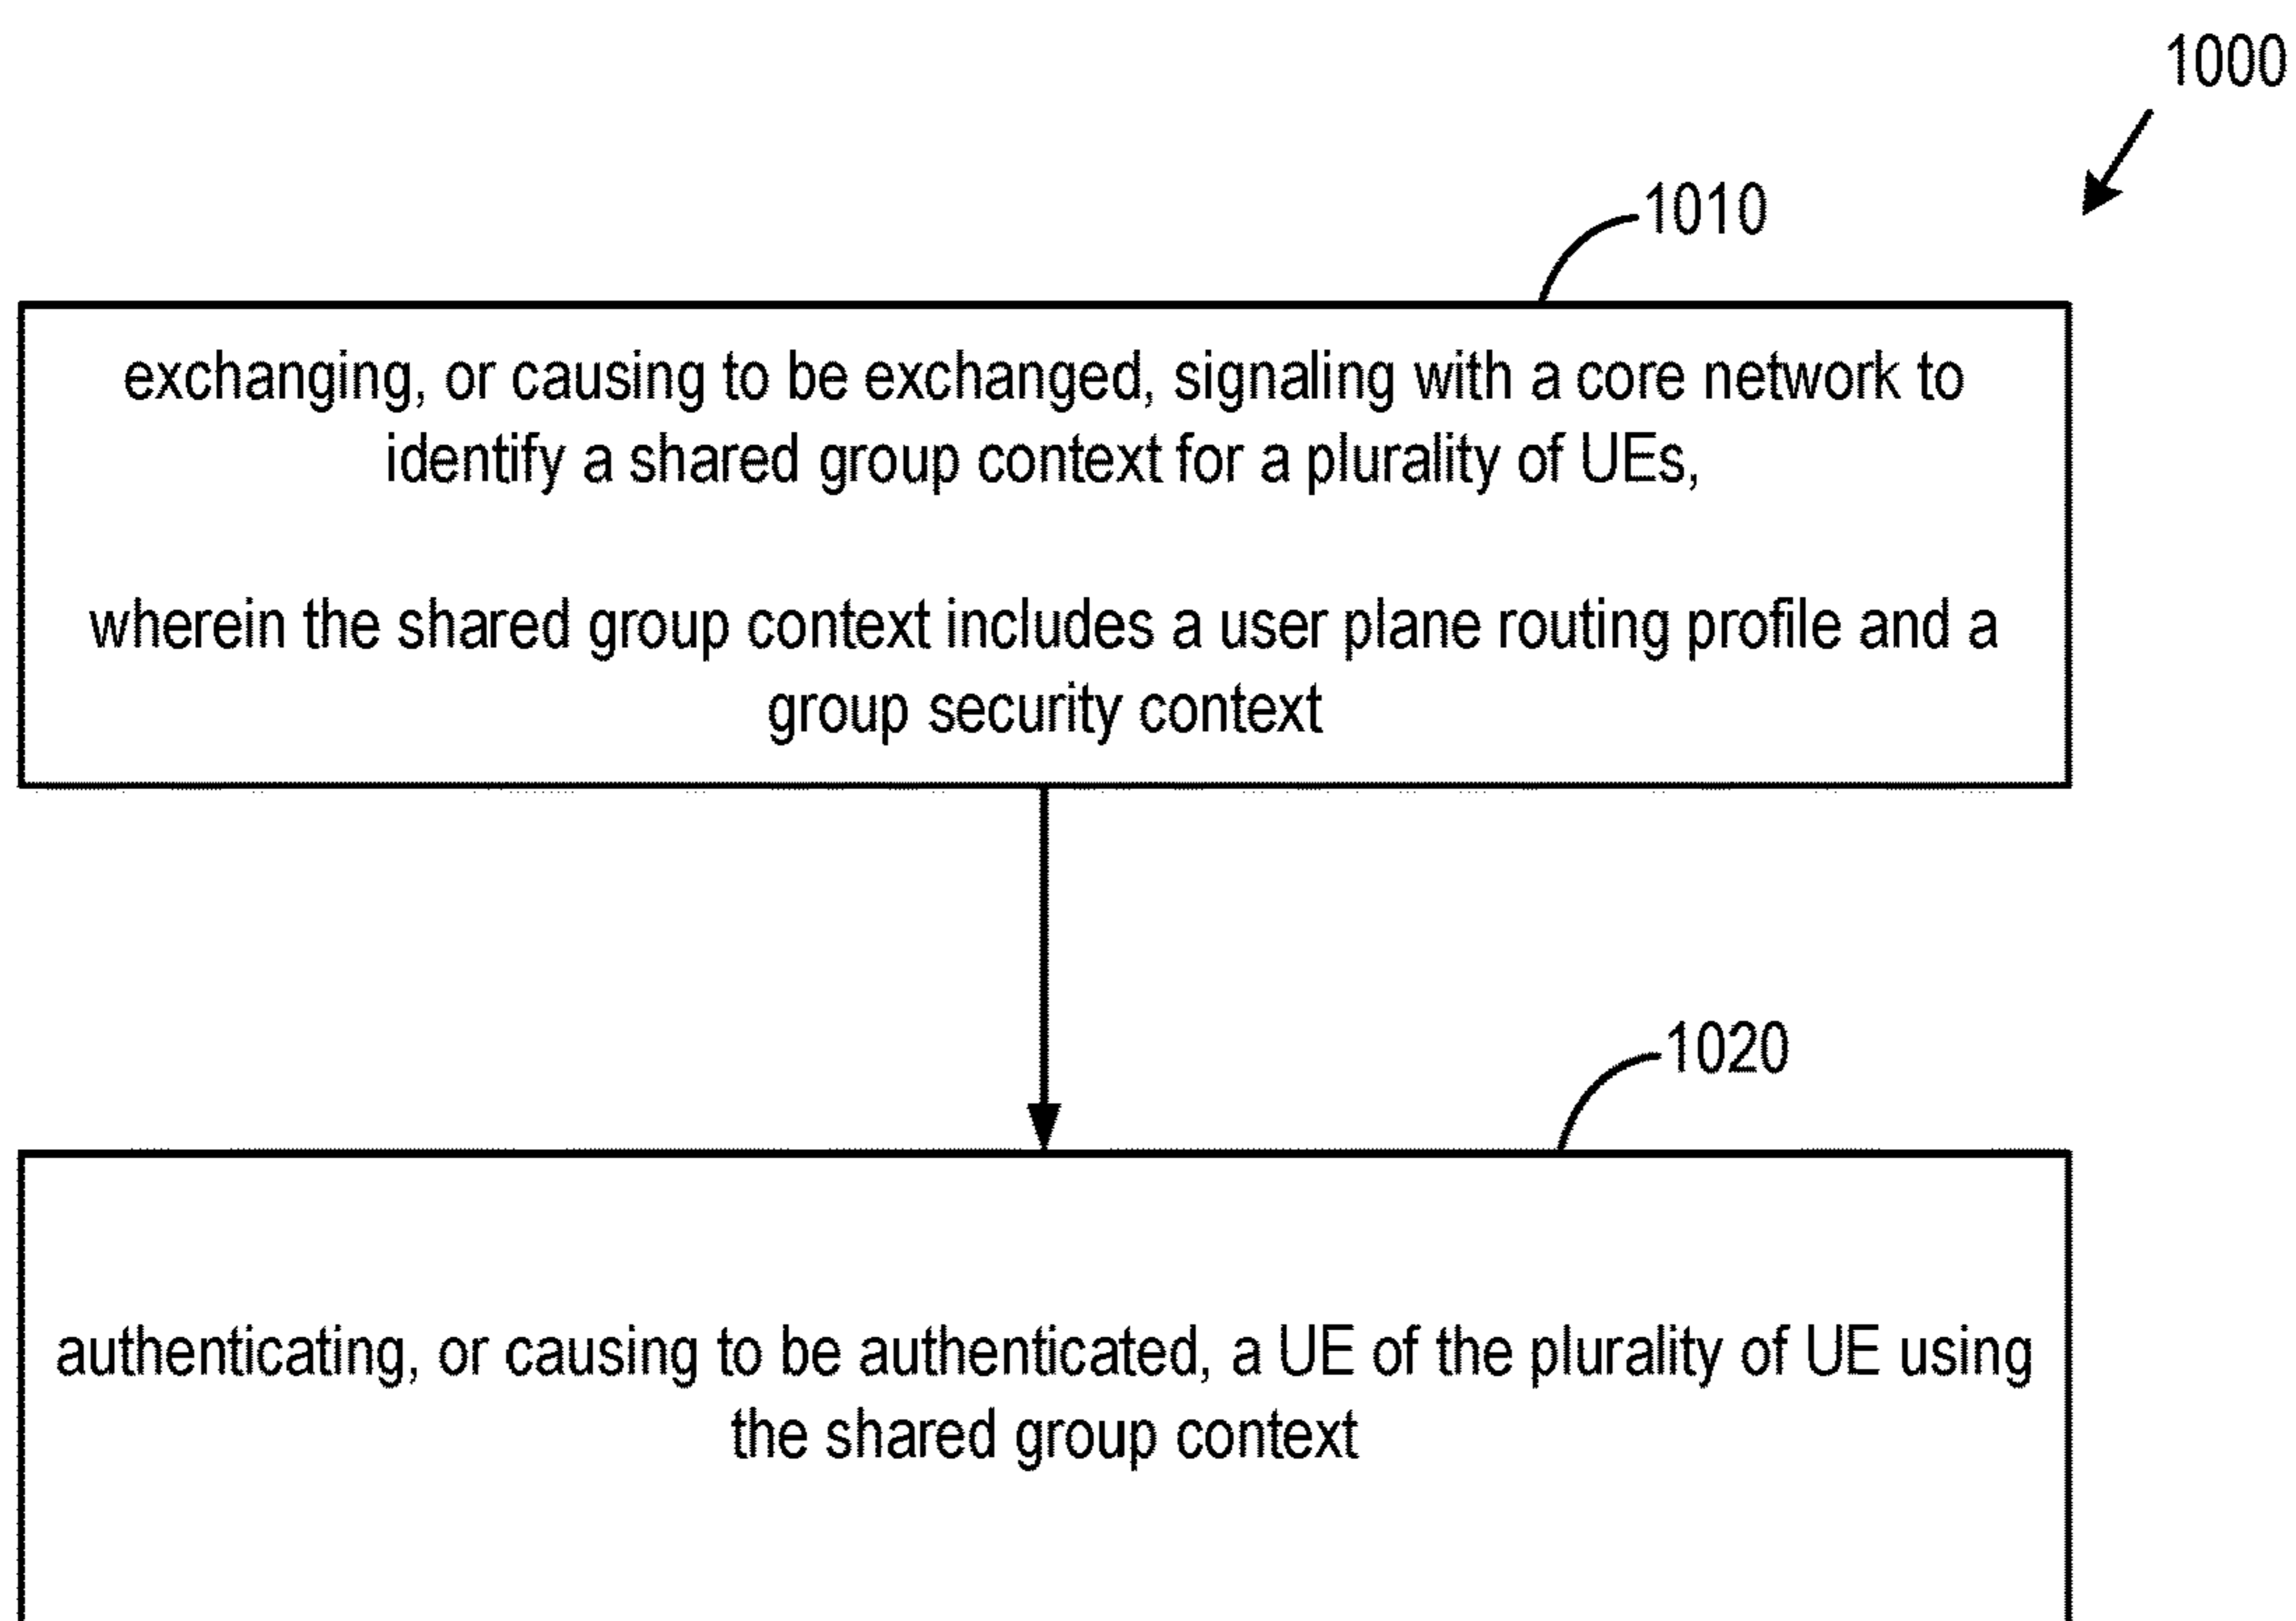 1000
1010
exchanging, or causing to be exchanged, signaling with a core network to
identify a shared group context for a plurality of UEs,
wherein the shared group context includes a user plane routing profile and a
group security context
1020
authenticating, or causing to be authenticated, a UE of the plurality of UE using
the shared group context